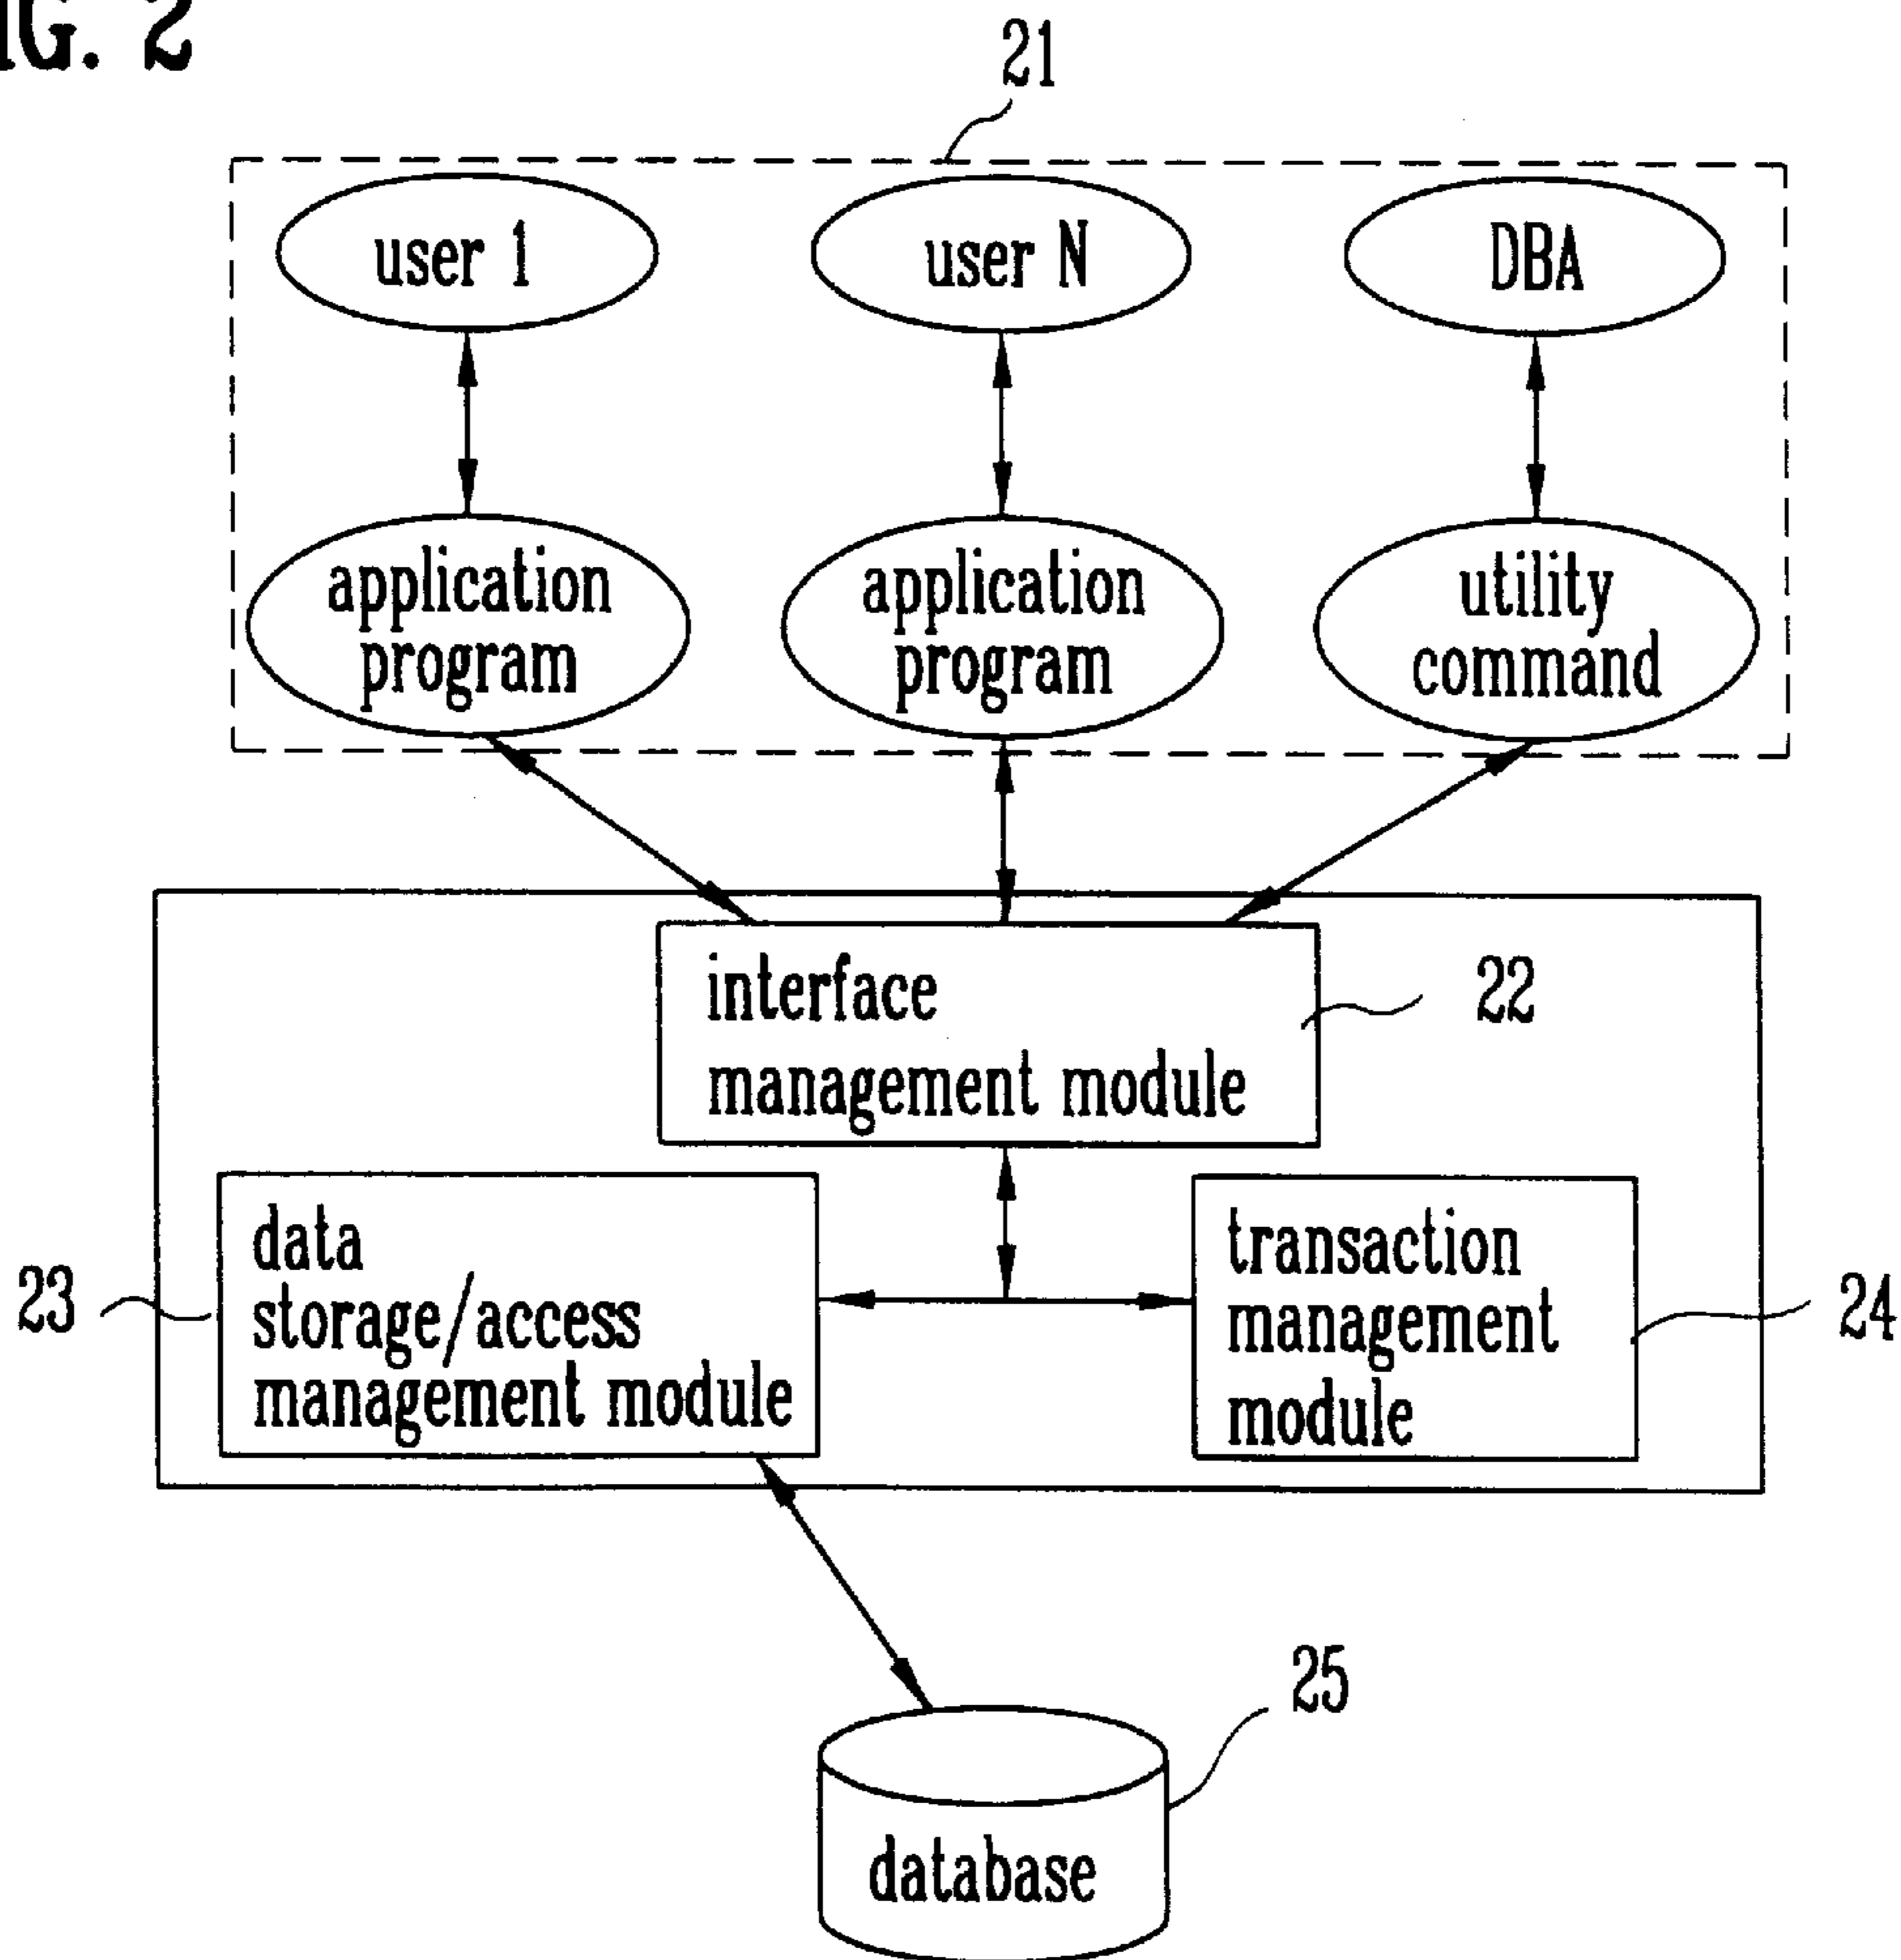 G. 2
21
user 1
user N
DBA
application
program
application
program
utility
command
interface
management module
22
data
storage/access
management module
23
transaction
management
module
24
25
database